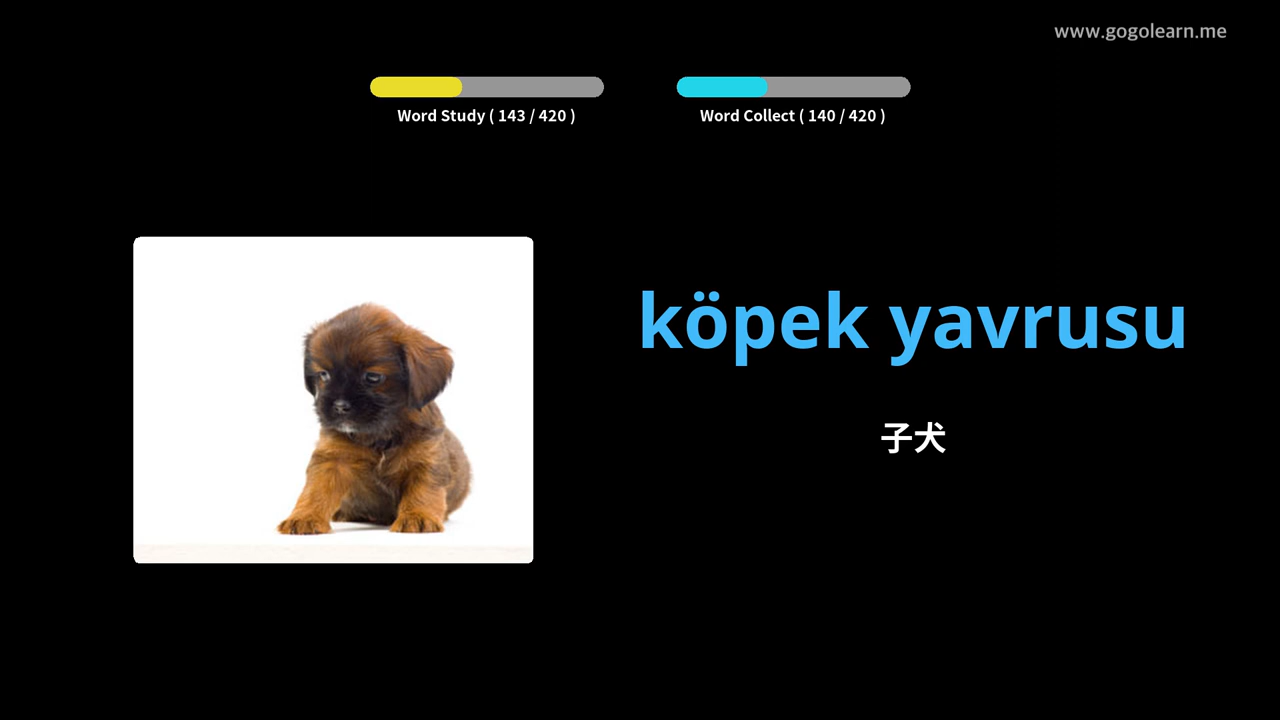 www.gogolearn.me
Word Study ( 143 / 420 )
Word Collect ( 140 / 420 )
köpek yavrusu
子犬